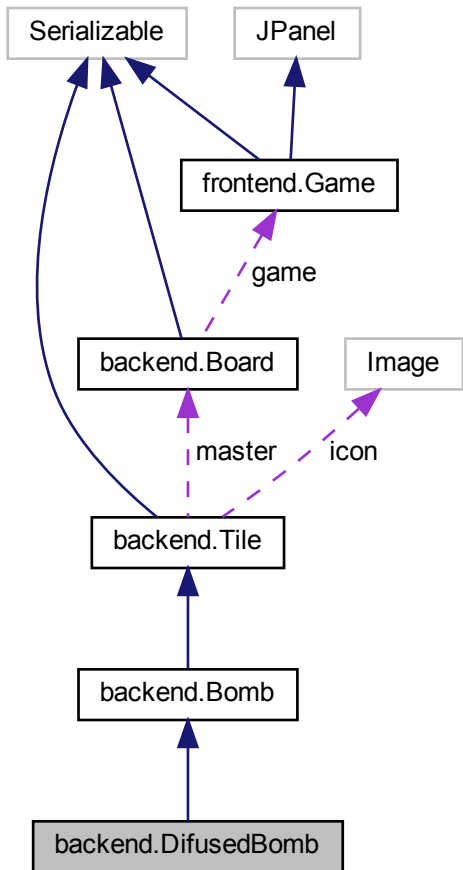 Serializable
JPanel
frontend.Game
game
backend.Board
Image
master
icon
backend.Tile
backend.Bomb
backend.DifusedBomb